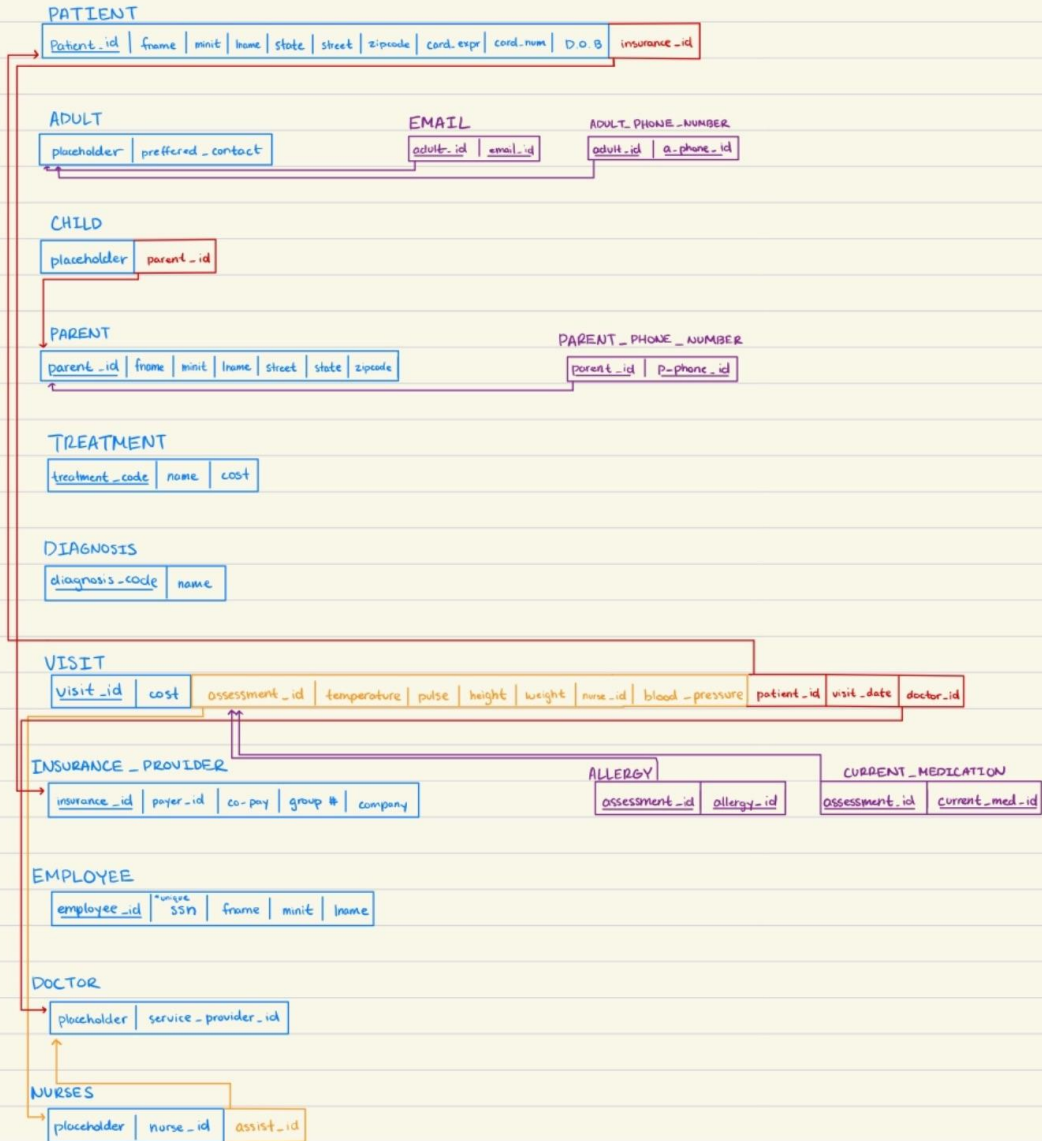 PATIENT
Patient_id fname minit lname state street zipcode card_expr card_num D.O.B insurance_id
ADULT EMAIL ADULT_PHONE_NUMBER
placeholder preffered_contact adult_id email_id adult_id a-phone_id
CHILD
placeholder parent_id
PARENT PARENT_PHONE_NUMBER
parent_id fname minit lname street state zipcode parent_id p-phone_id
TREATMENT
treatment_code name cost
DIAGNOSIS
diagnosis_code name
VISIT
visit_id cost assessment_id temperature pulse height weight nurse_id blood_pressure patient_id visit_date doctor_id
INSURANCE_PROVIDER ALLERGY CURRENT_MEDICATION
insurance_id payer_id co-pay group # company assessment_id allergy_id assessment_id current_med_id
EMPLOYEE
employee_id *unique ssn fname minit lname
DOCTOR
placeholder service_provider_id
NURSES
placeholder nurse_id assist_id